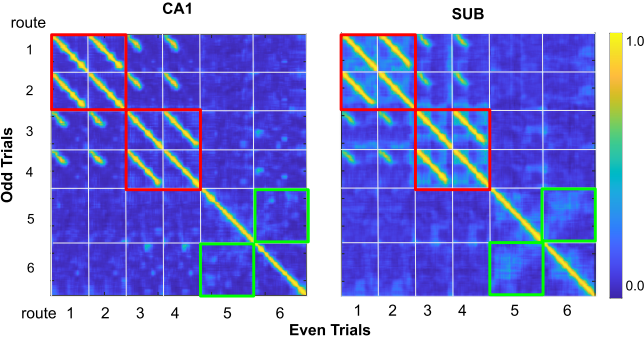 CA1
SUB
route
1
2
3
4
5
6
Odd Trials
1.0
0.0
route 1 2 3 4 5 6 1 2 3 4 5 6
Even Trials